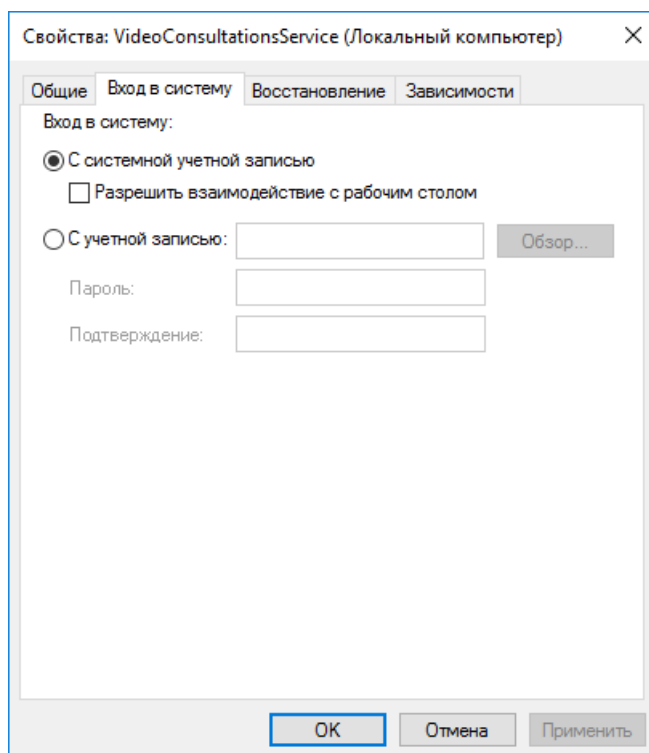 Свойства: VideoConsultationsService (Локальный компьютер)
Общие Вход в систему Восстановление Зависимости
Вход в систему:
С системной учетной записью
Разрешить взаимодействие с рабочим столом
С учетной записью: Обзор...
Пароль:
Подтверждение:
OK Отмена Применить